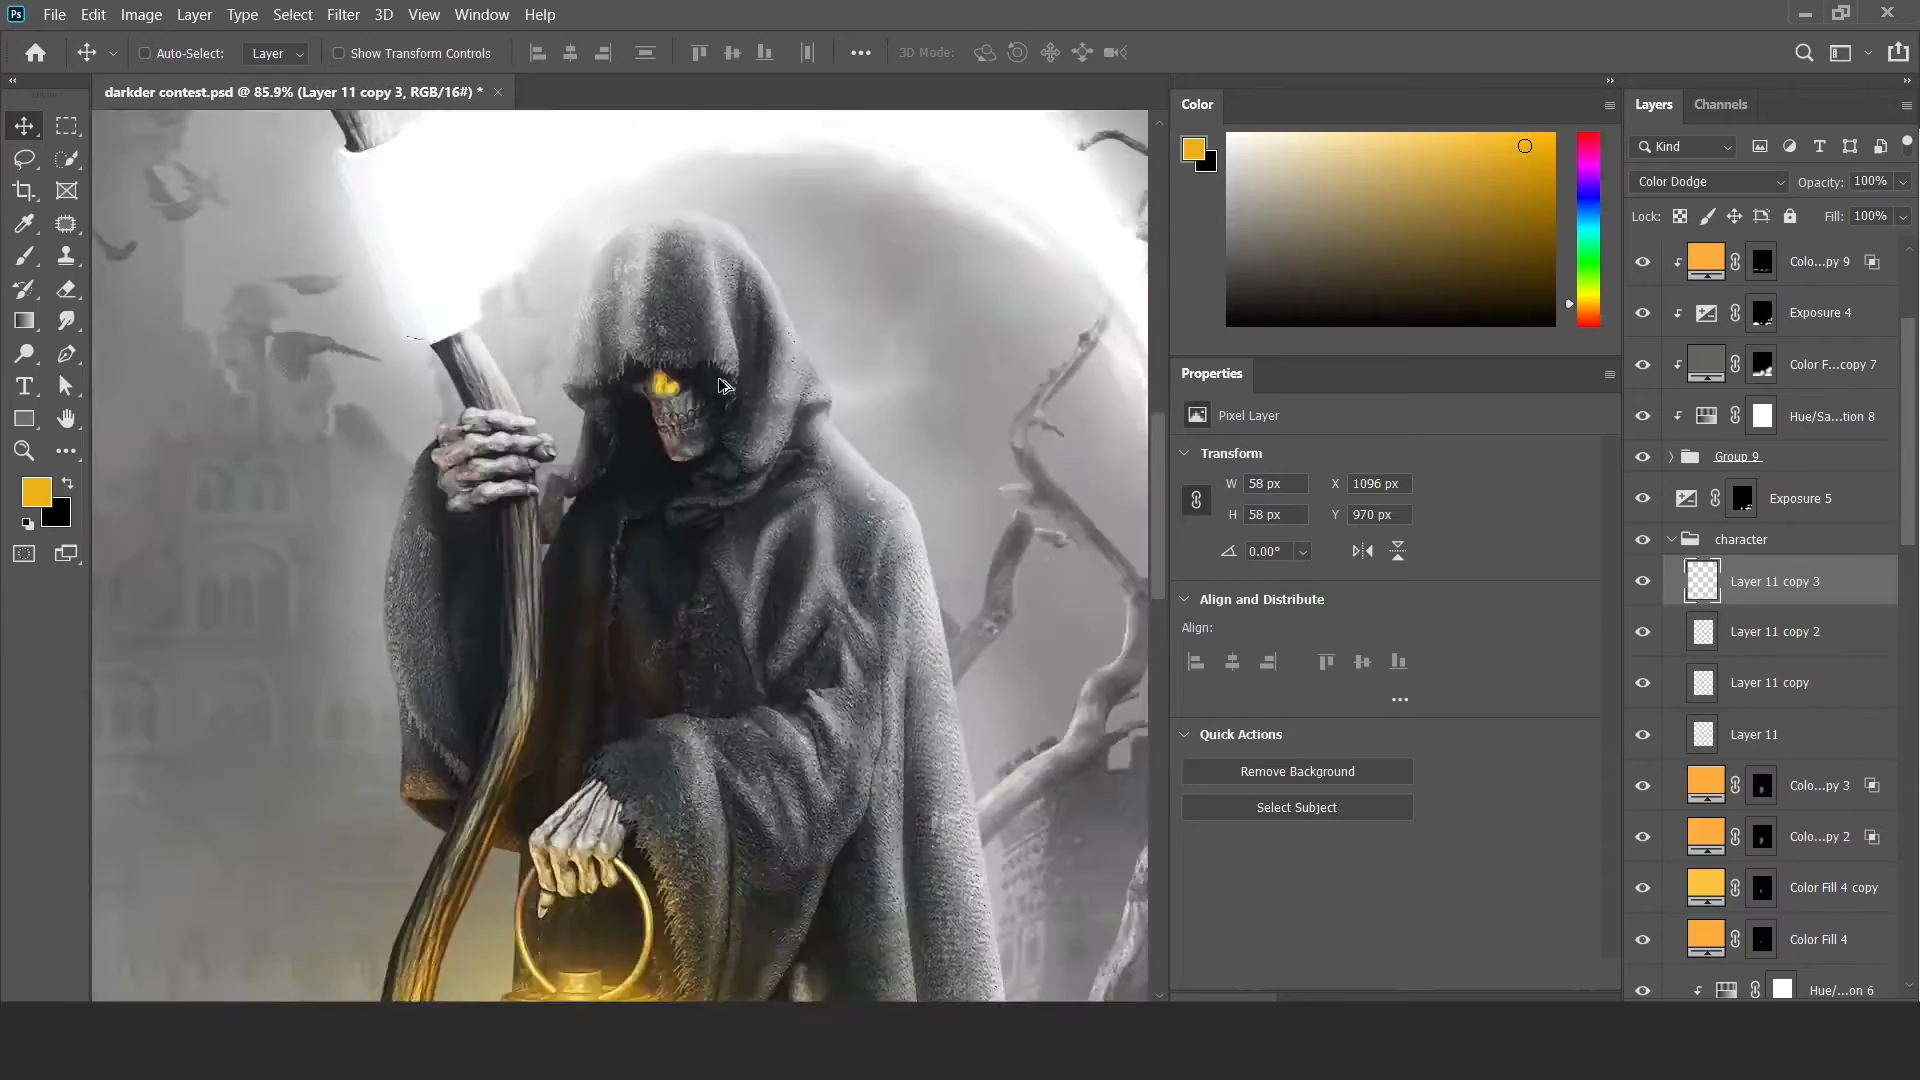 Ps File Edit Image Layer Type Select Filter 3D View Window Help
Auto-Select: Layer Show Transform Controls 3D Mode:
darkder contest.psd @ 85.9% (Layer 11 copy 3, RGB/16#) * ×
Color
Properties
Pixel Layer
Transform
W 58 px X 1096 px
H 58 px Y 970 px
0.00°
Align and Distribute
Align:
Quick Actions
Remove Background
Select Subject
Layers Channels
Kind
Color Dodge Opacity: 100%
Lock: Fill: 100%
Colo...py 9
Exposure 4
Color F...copy 7
Hue/Sa...tion 8
Group 9
Exposure 5
character
Layer 11 copy 3
Layer 11 copy 2
Layer 11 copy
Layer 11
Colo...py 3
Colo...py 2
Color Fill 4 copy
Color Fill 4
Hue/...on 6